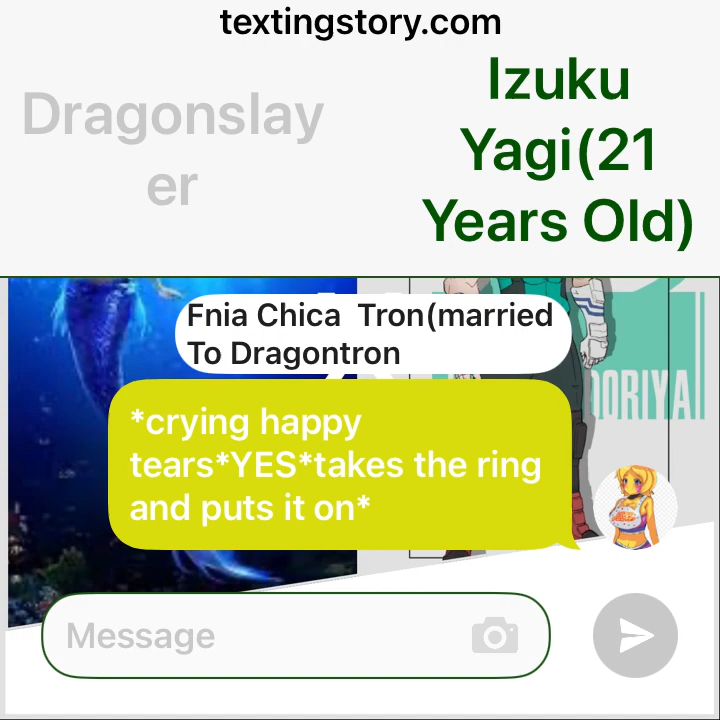 textingstory.com
Dragonslay
er
Izuku
Yagi(21
Years Old)
Fnia Chica  Tron(married
To Dragontron
*crying happy
tears*YES*takes the ring
and puts it on*
Message